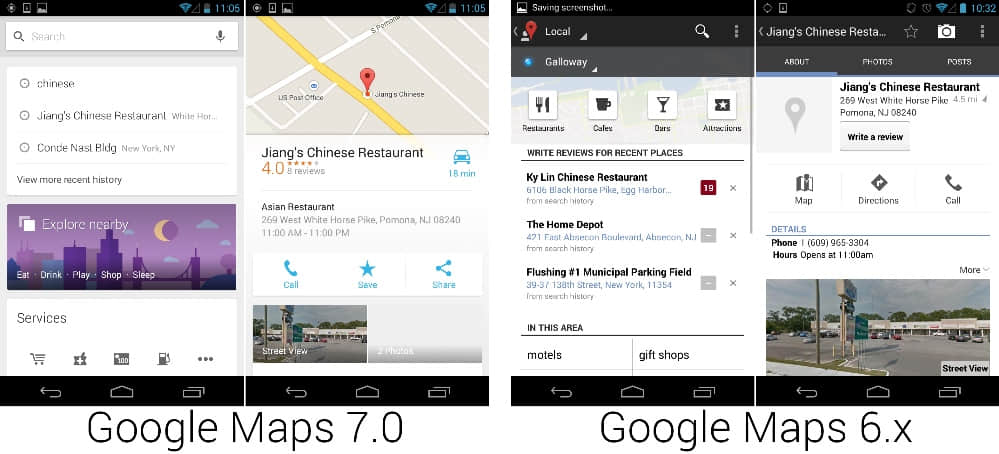 11:05
Search
chinese
Jiang's Chinese Restaurant White Hor...
Conde Nast Bldg New York, NY
View more recent history
Explore nearby
Eat · Drink · Play · Shop · Sleep
Services
100
11:05
S Pomona
US Post Office
Jiang's Chinese
Jiang's Chinese Restaurant
4.0 8 reviews
18 min
Asian Restaurant
269 West White Horse Pike, Pomona, NJ 08240
11:00 AM - 11:00 PM
Call
Save
Share
Street View
2 Photos
Google Maps 7.0
Saving screenshot...
Local
Galloway
Restaurants
Cafes
Bars
Attractions
WRITE REVIEWS FOR RECENT PLACES
Ky Lin Chinese Restaurant
6106 Black Horse Pike, Egg Harbor...
from search history
19
The Home Depot
421 East Absecon Boulevard, Absecon, NJ
from search history
Flushing #1 Municipal Parking Field
39-37 138th Street, New York, 11354
from search history
IN THIS AREA
motels
gift shops
10:32
Jiang's Chinese Resta...
ABOUT
PHOTOS
POSTS
Jiang's Chinese Restaurant
269 West White Horse Pike 4.5 mi
Pomona, NJ 08240
Write a review
Map
Directions
Call
DETAILS
Phone 1 (609) 965-3304
Hours Opens at 11:00am
More
Street View
Google Maps 6.x